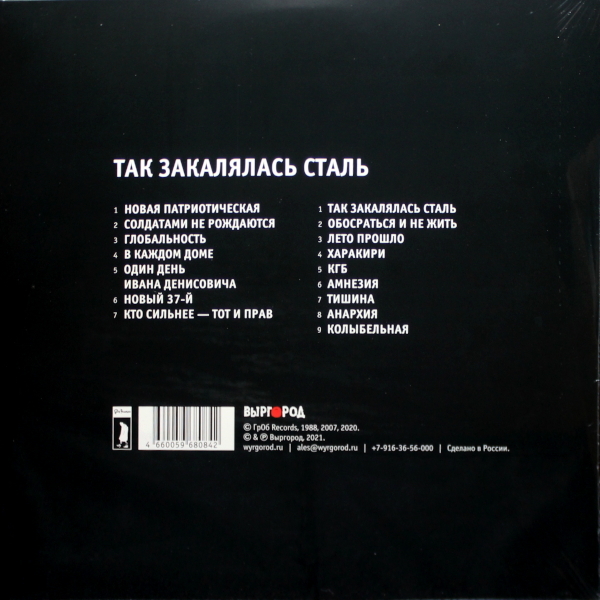 ТАК ЗАКАЛЯЛАСЬ СТАЛЬ
1 НОВАЯ ПАТРИОТИЧЕСКАЯ
2 СОЛДАТАМИ НЕ РОЖДАЮТСЯ
3 ГЛОБАЛЬНОСТЬ
4 В КАЖДОМ ДОМЕ
5 ОДИН ДЕНЬ
ИВАНА ДЕНИСОВИЧА
6 НОВЫЙ 37-Й
7 КТО СИЛЬНЕЕ — ТОТ И ПРАВ
1 ТАК ЗАКАЛЯЛАСЬ СТАЛЬ
2 ОБОСРАТЬСЯ И НЕ ЖИТЬ
3 ЛЕТО ПРОШЛО
4 ХАРАКИРИ
5 КГБ
6 АМНЕЗИЯ
7 ТИШИНА
8 АНАРХИЯ
9 КОЛЫБЕЛЬНАЯ
4 660059 680842
ВЫРГОРОД
© ГрОб Records, 1988, 2007, 2020.
© & ℗ Выргород, 2021.
wyrgorod.ru | ales@wyrgorod.ru | +7-916-36-56-000 | Сделано в России.